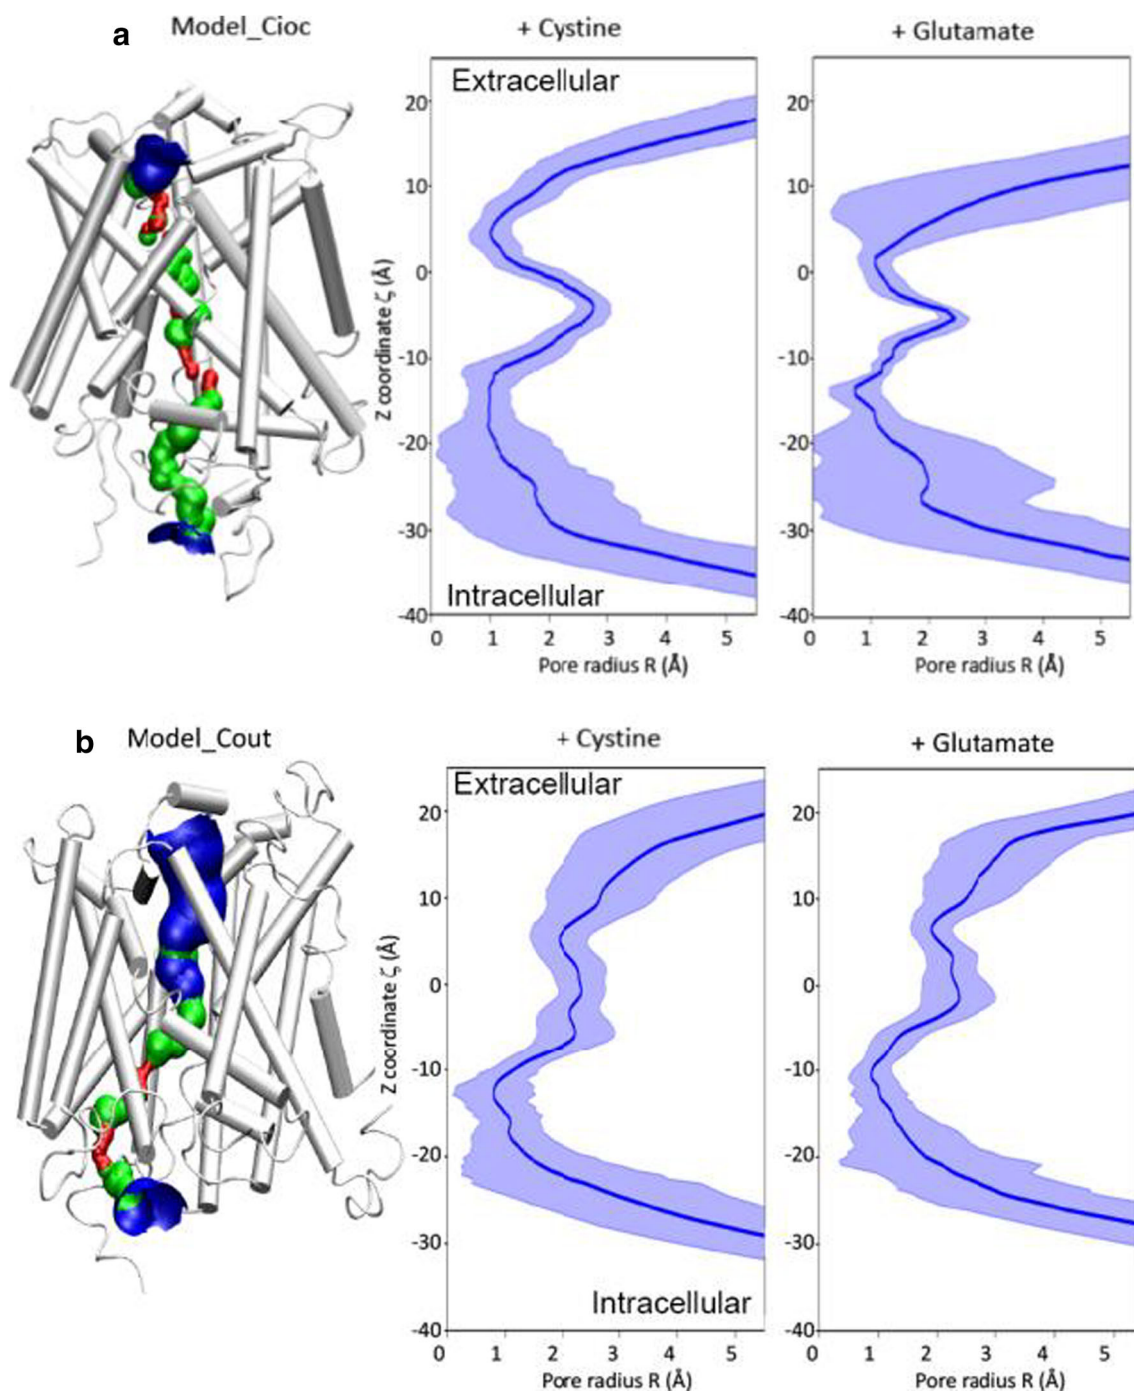 a Model_Cioc + Cystine + Glutamate
Extracellular
20
10
0
-10
-20
-30
-40
Z coordinate ζ (Å)
Intracellular
0 1 2 3 4 5
Pore radius R (Å)
20
10
0
-10
-20
-30
-40
0 1 2 3 4 5
Pore radius R (Å)
b Model_Cout + Cystine + Glutamate
Extracellular
20
10
0
-10
-20
-30
-40
Z coordinate ζ (Å)
Intracellular
0 1 2 3 4 5
Pore radius R (Å)
20
10
0
-10
-20
-30
-40
0 1 2 3 4 5
Pore radius R (Å)